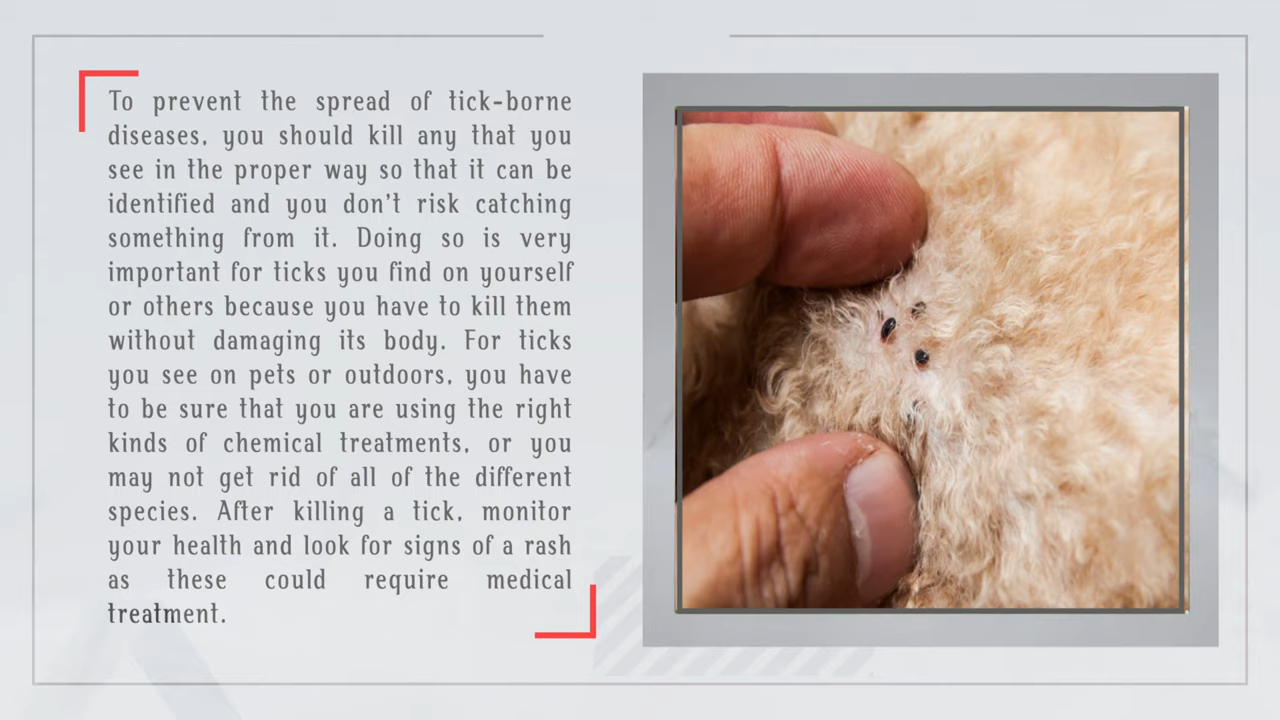 To prevent the spread of tick-borne
diseases, you should kill any that you
see in the proper way so that it can be
identified and you don't risk catching
something from it. Doing so is very
important for ticks you find on yourself
or others because you have to kill them
without damaging its body. For ticks
you see on pets or outdoors, you have
to be sure that you are using the right
kinds of chemical treatments, or you
may not get rid of all of the different
species. After killing a tick, monitor
your health and look for signs of a rash
as these could require medical
treatment.